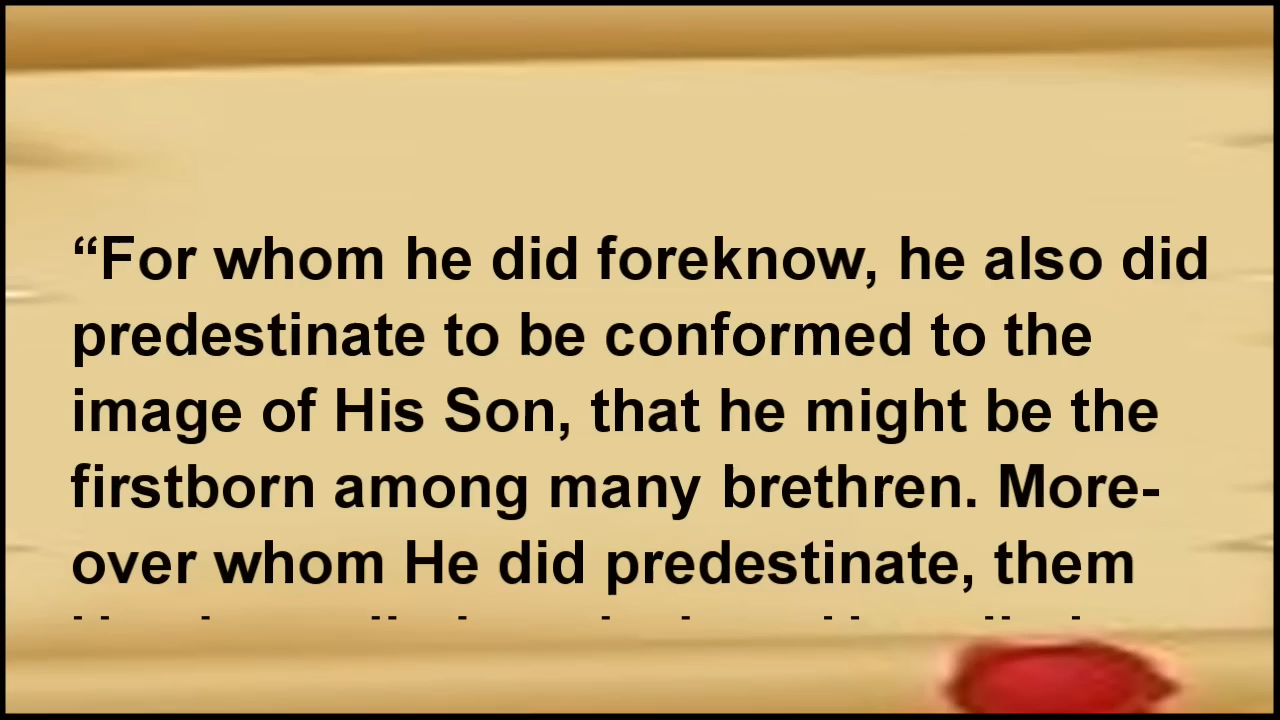 “For whom he did foreknow, he also did
predestinate to be conformed to the
image of His Son, that he might be the
firstborn among many brethren. More-
over whom He did predestinate, them